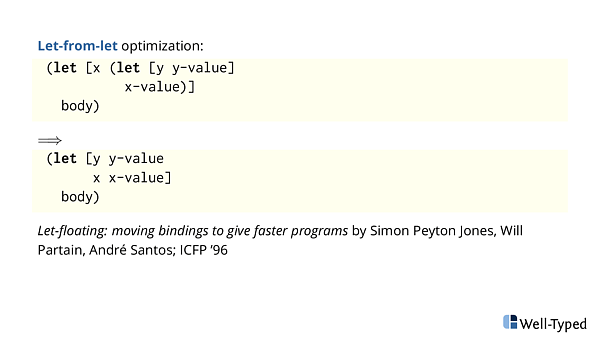 Let-from-let optimization:
(let [x (let [y y-value]
          x-value)]
  body)
⟹
(let [y y-value
      x x-value]
  body)
Let-floating: moving bindings to give faster programs by Simon Peyton Jones, Will
Partain, André Santos; ICFP ’96
Well-Typed